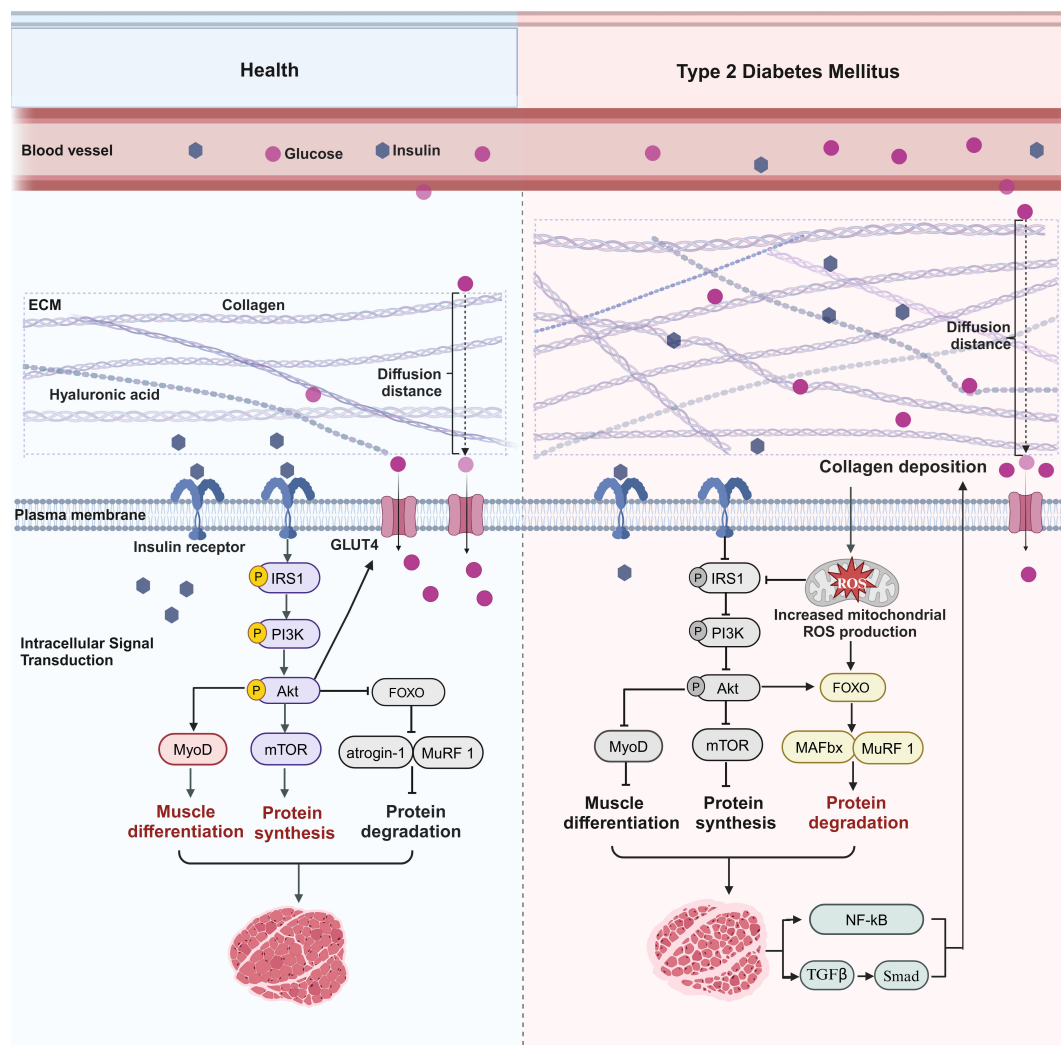 Health
Type 2 Diabetes Mellitus
Blood vessel
Glucose
Insulin
ECM
Collagen
Diffusion
distance
Hyaluronic acid
Diffusion
distance
Collagen deposition
Plasma membrane
Insulin receptor
GLUT4
Intracellular Signal
Transduction
P
IRS1
P
PI3K
P
Akt
FOXO
MyoD
mTOR
atrogin-1
MuRF 1
Muscle
differentiation
Protein
synthesis
Protein
degradation
P
IRS1
ROS
Increased mitochondrial
ROS production
P
PI3K
P
Akt
FOXO
MyoD
mTOR
MAFbx
MuRF 1
Muscle
differentiation
Protein
synthesis
Protein
degradation
NF-kB
TGFβ
Smad